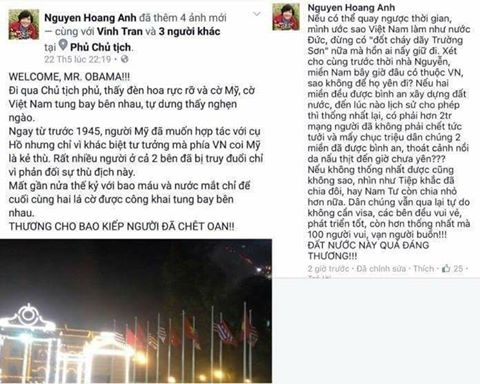 Nguyen Hoang Anh đã thêm 4 ảnh mới
— cùng với Vinh Tran và 3 người khác
tại Phủ Chủ tịch.
22 Th5 lúc 22:19
WELCOME, MR. OBAMA!!!
Đi qua Chủ tịch phủ, thấy đèn hoa rực rỡ và cờ Mỹ, cờ
Việt Nam tung bay bên nhau, tự dưng thấy nghẹn
ngào.
Ngay từ trước 1945, người Mỹ đã muốn hợp tác với cụ
Hồ nhưng chỉ vì khác biệt tư tưởng mà phía VN coi Mỹ
là kẻ thù. Rất nhiều người ở cả 2 bên đã bị truy đuổi chỉ
vì phản đối sự thù địch này.
Mất gần nửa thế kỷ với bao máu và nước mắt chỉ để
cuối cùng hai lá cờ được công khai tung bay bên
nhau.
THƯƠNG CHO BAO KIẾP NGƯỜI ĐÃ CHẾT OAN!!
Nguyen Hoang Anh
Nếu có thể quay ngược thời gian,
mình ước sao Việt Nam làm như nước
Đức, đừng có "đốt cháy dãy Trường
Sơn" nữa mà hồn ai nấy giữ đi. Xét
cho cùng trước thời nhà Nguyễn,
miền Nam bây giờ đâu có thuộc VN,
sao không để họ yên đi? Nếu hai
miền đều được bình an xây dựng đất
nước, đến lúc nào lịch sử cho phép
thì thống nhất lại, có phải hơn 2tr
mạng người đã không phải chết tức
tưởi và mấy chục triệu dân chúng 2
miền đã được bình an, thoát cảnh nồi
da nấu thịt đến giờ chưa yên???
Nếu không thống nhất được cũng
không sao, nhìn như Tiệp khắc đã
chia đôi, hay Nam Tư còn chia nhỏ
hơn nữa. Dân chúng vẫn qua lại tự do
không cần visa, các bên đều vui vẻ,
phát triển tốt, còn hơn thống nhất mà
100 người vui, vạn người buồn!!!
ĐẤT NƯỚC NÀY QUÁ ĐÁNG
THƯƠNG!!!
2 giờ trước · Đã chỉnh sửa · Thích · 25 ·